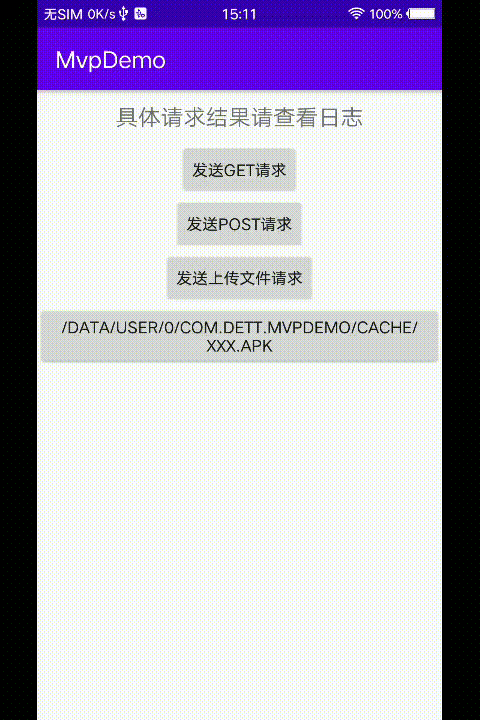 无SIM 0K/s 15:11 100%
MvpDemo
具体请求结果请查看日志
发送GET请求
发送POST请求
发送上传文件请求
/DATA/USER/0/COM.DETT.MVPDEMO/CACHE/
XXX.APK